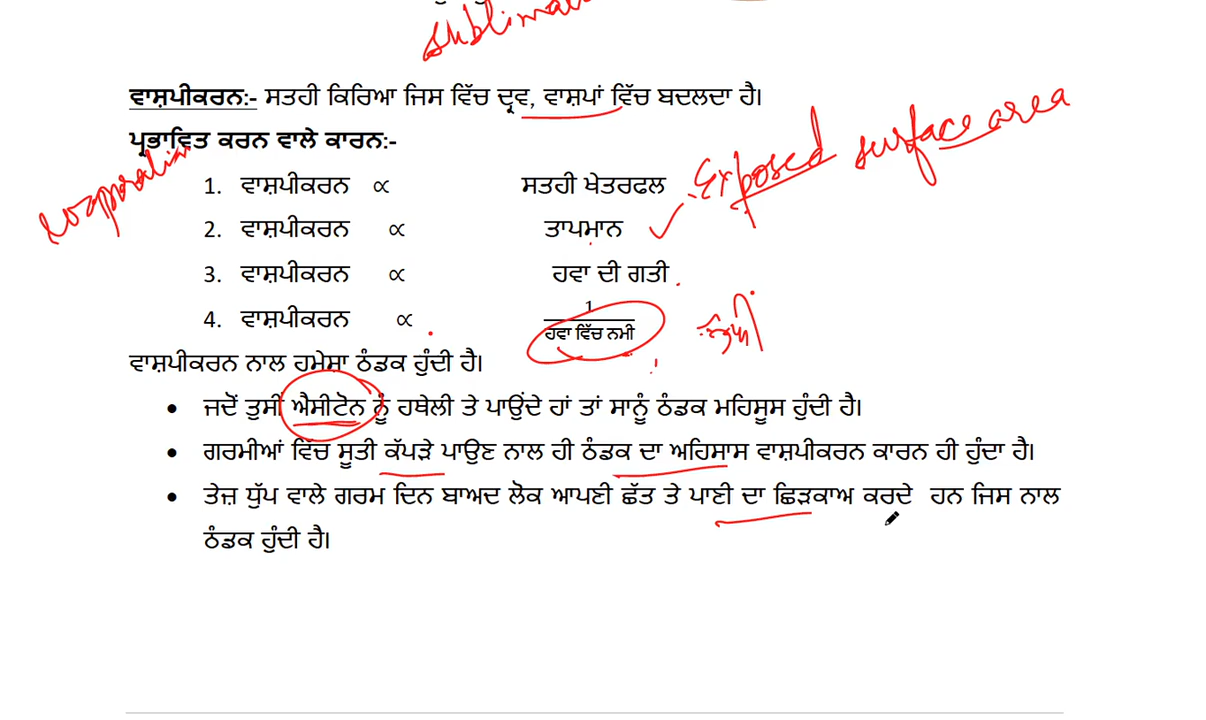 ਵਾਸ਼ਪੀਕਰਨ:- ਸਤਹੀ ਕਿਰਿਆ ਜਿਸ ਵਿੱਚ ਦ੍ਰਵ, ਵਾਸ਼ਪਾਂ ਵਿੱਚ ਬਦਲਦਾ ਹੈ।
ਪ੍ਰਭਾਵਿਤ ਕਰਨ ਵਾਲੇ ਕਾਰਨ:-
Exposed surface area
1. ਵਾਸ਼ਪੀਕਰਨ ∝ ਸਤਹੀ ਖੇਤਰਫਲ
2. ਵਾਸ਼ਪੀਕਰਨ ∝ ਤਾਪਮਾਨ
3. ਵਾਸ਼ਪੀਕਰਨ ∝ ਹਵਾ ਦੀ ਗਤੀ
4. ਵਾਸ਼ਪੀਕਰਨ ∝ 1/ਹਵਾ ਵਿੱਚ ਨਮੀ
ਵਾਸ਼ਪੀਕਰਨ ਨਾਲ ਹਮੇਸ਼ਾ ਠੰਡਕ ਹੁੰਦੀ ਹੈ।
• ਜਦੋਂ ਤੁਸੀਂ ਐਸੀਟੋਨ ਨੂੰ ਹਥੇਲੀ ਤੇ ਪਾਉਂਦੇ ਹਾਂ ਤਾਂ ਸਾਨੂੰ ਠੰਡਕ ਮਹਿਸੂਸ ਹੁੰਦੀ ਹੈ।
• ਗਰਮੀਆਂ ਵਿੱਚ ਸੂਤੀ ਕੱਪੜੇ ਪਾਉਣ ਨਾਲ ਹੀ ਠੰਡਕ ਦਾ ਅਹਿਸਾਸ ਵਾਸ਼ਪੀਕਰਨ ਕਾਰਨ ਹੀ ਹੁੰਦਾ ਹੈ।
• ਤੇਜ਼ ਧੁੱਪ ਵਾਲੇ ਗਰਮ ਦਿਨ ਬਾਅਦ ਲੋਕ ਆਪਣੀ ਛੱਤ ਤੇ ਪਾਣੀ ਦਾ ਛਿੜਕਾਅ ਕਰਦੇ ਹਨ ਜਿਸ ਨਾਲ
ਠੰਡਕ ਹੁੰਦੀ ਹੈ।